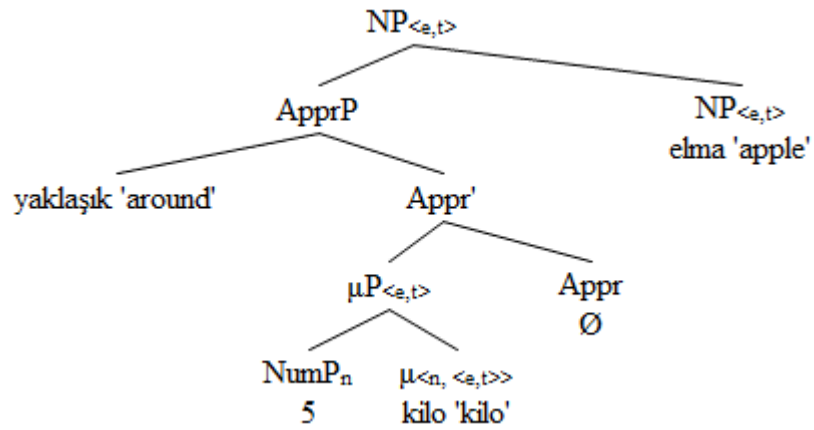 NP<e,t>
ApprP NP<e,t>
elma 'apple'
yaklaşık 'around' Appr'
µP<e,t> Appr
Ø
NumPn µ<n, <e,t>>
5 kilo 'kilo'